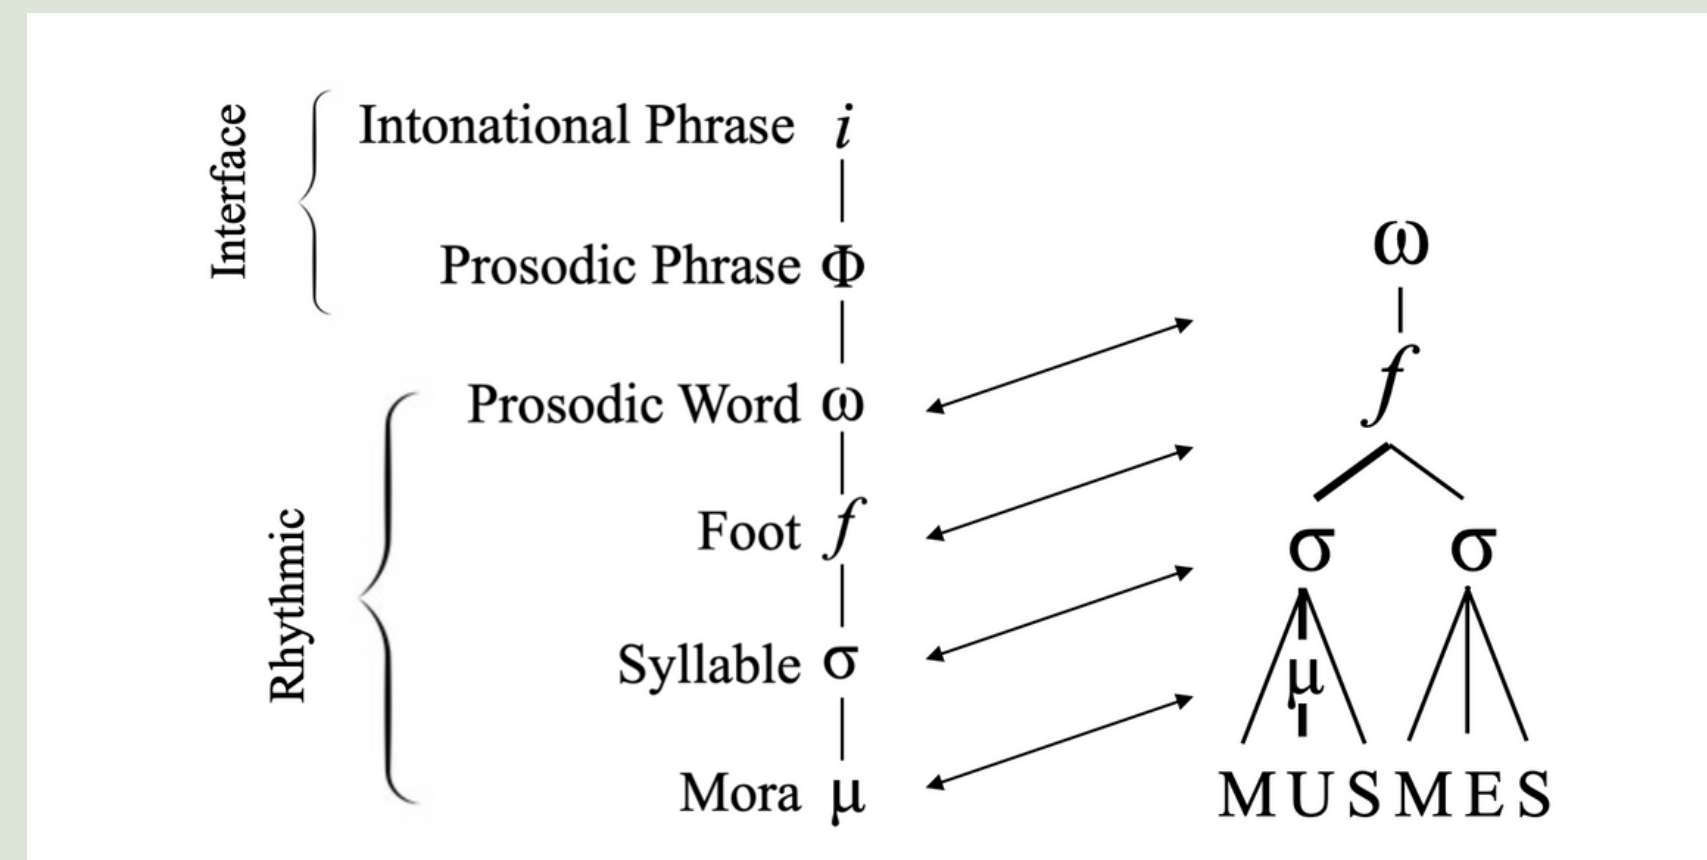 Interface
Intonational Phrase i
Prosodic Phrase Φ
Rhythmic
Prosodic Word ω
Foot f
Syllable σ
Mora μ
ω
f
σ σ
μ
MUSMES